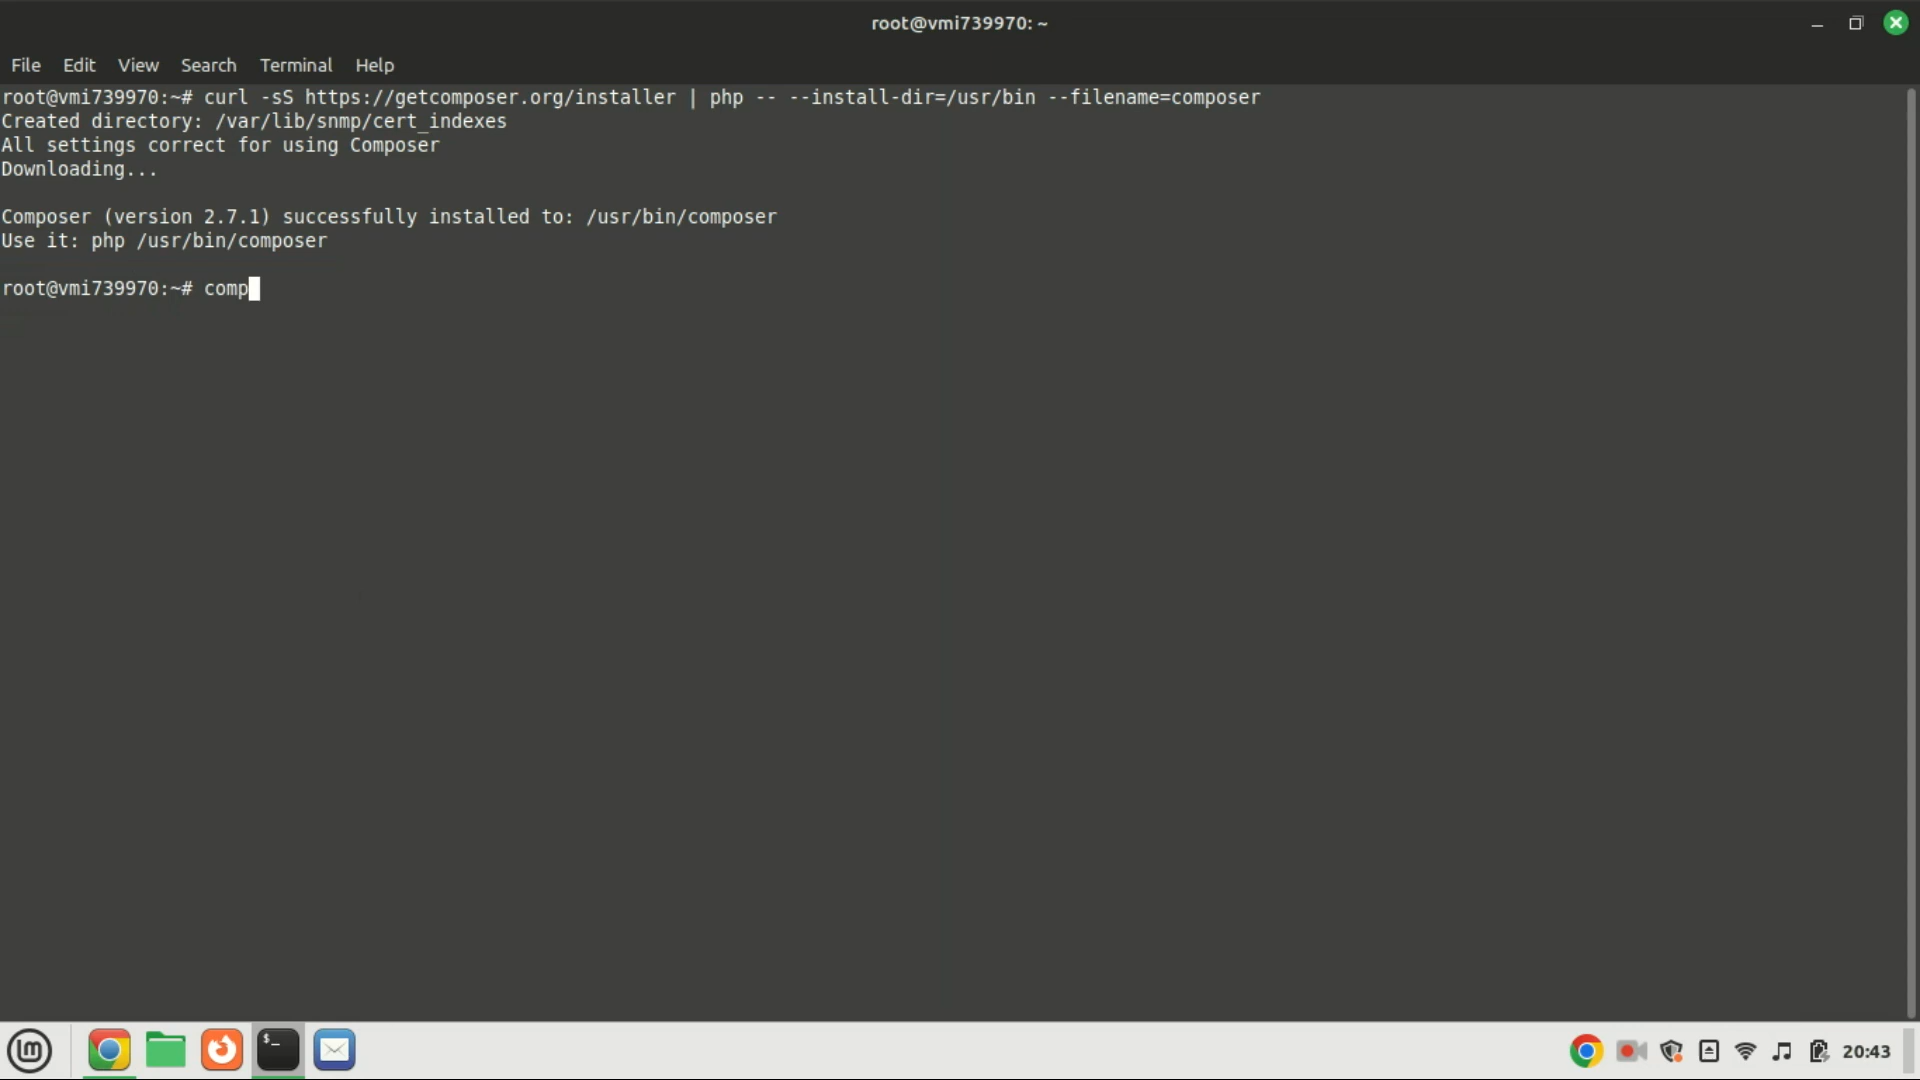 root@vmi739970: ~
File Edit View Search Terminal Help
root@vmi739970:~# curl -sS https://getcomposer.org/installer | php -- --install-dir=/usr/bin --filename=composer
Created directory: /var/lib/snmp/cert_indexes
All settings correct for using Composer
Downloading...
Composer (version 2.7.1) successfully installed to: /usr/bin/composer
Use it: php /usr/bin/composer
root@vmi739970:~# comp
$_
20:43